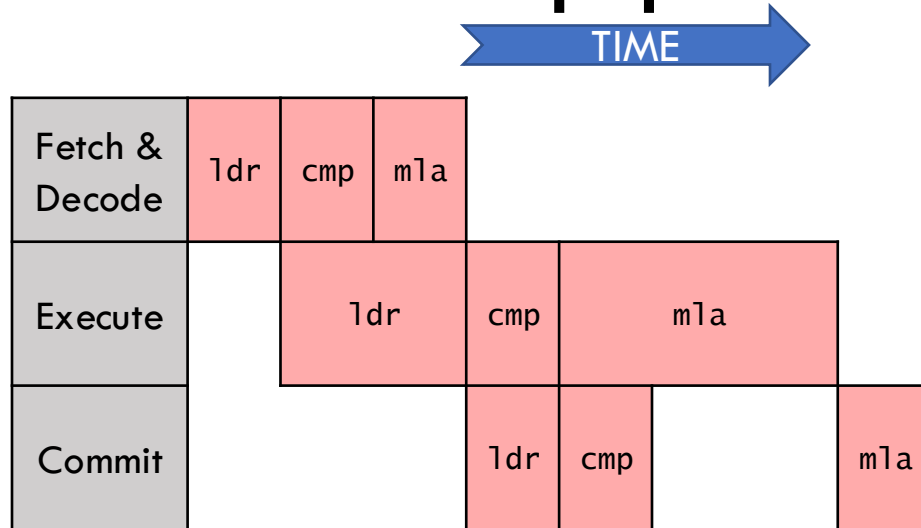 TIME
Fetch &
Decode
ldr cmp mla
Execute
ldr cmp mla
Commit
ldr cmp mla